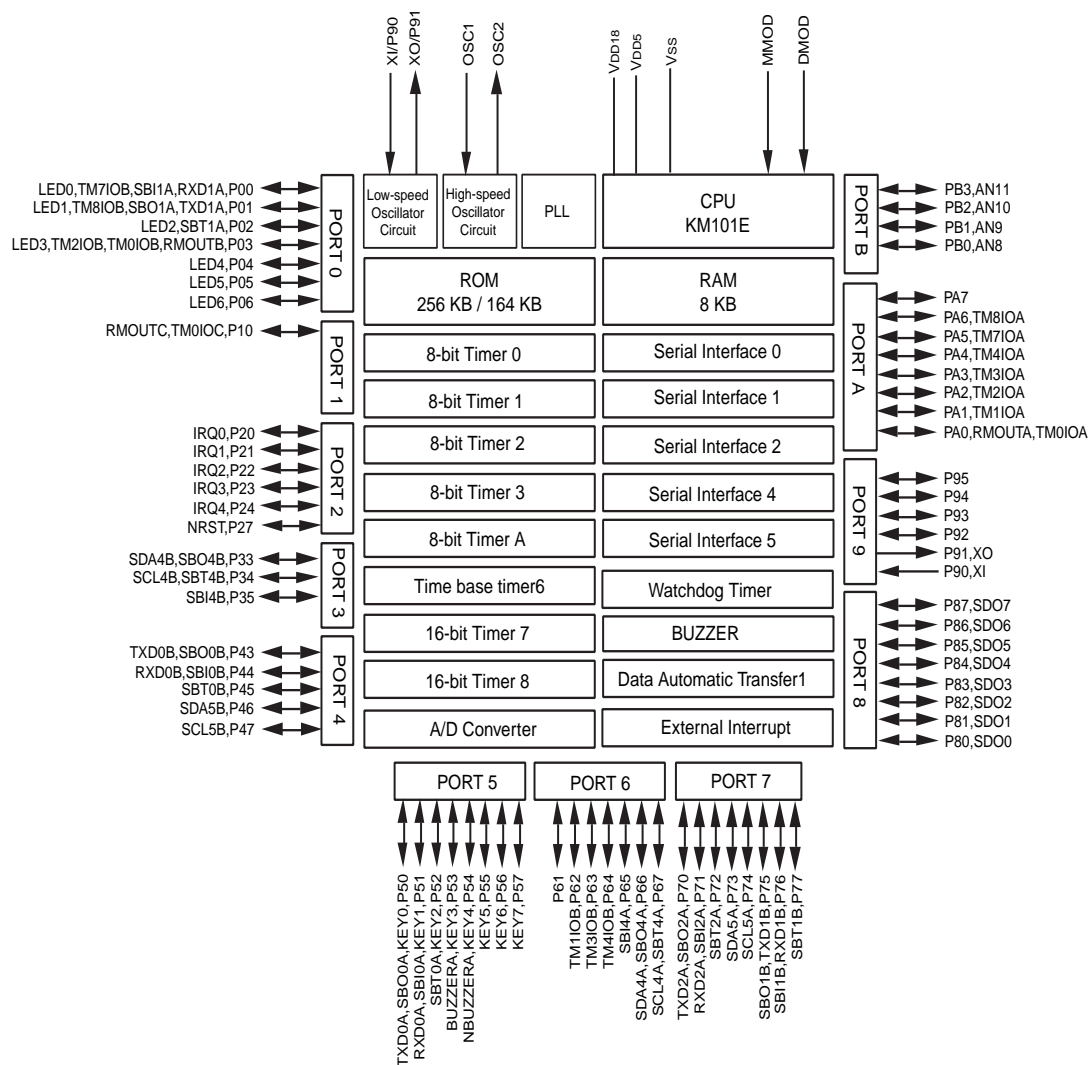 XI/P90
XO/P91
OSC1
OSC2
VDD18
VDD5
VSS
MMOD
DMOD
LED0,TM7IOB,SBI1A,RXD1A,P00
LED1,TM8IOB,SBO1A,TXD1A,P01
LED2,SBT1A,P02
LED3,TM2IOB,TM0IOB,RMOUTB,P03
LED4,P04
LED5,P05
LED6,P06
PORT 0
RMOUTC,TM0IOC,P10
PORT 1
IRQ0,P20
IRQ1,P21
IRQ2,P22
IRQ3,P23
IRQ4,P24
NRST,P27
PORT 2
SDA4B,SBO4B,P33
SCL4B,SBT4B,P34
SBI4B,P35
PORT 3
TXD0B,SBO0B,P43
RXD0B,SBI0B,P44
SBT0B,P45
SDA5B,P46
SCL5B,P47
PORT 4
Low-speed
Oscillator
Circuit
High-speed
Oscillator
Circuit
PLL
CPU
KM101E
ROM
256 KB / 164 KB
RAM
8 KB
8-bit Timer 0
Serial Interface 0
8-bit Timer 1
Serial Interface 1
8-bit Timer 2
Serial Interface 2
8-bit Timer 3
Serial Interface 4
8-bit Timer A
Serial Interface 5
Time base timer6
Watchdog Timer
16-bit Timer 7
BUZZER
16-bit Timer 8
Data Automatic Transfer1
A/D Converter
External Interrupt
PORT B
PB3,AN11
PB2,AN10
PB1,AN9
PB0,AN8
PORT A
PA7
PA6,TM8IOA
PA5,TM7IOA
PA4,TM4IOA
PA3,TM3IOA
PA2,TM2IOA
PA1,TM1IOA
PA0,RMOUTA,TM0IOA
PORT 9
P95
P94
P93
P92
P91,XO
P90,XI
PORT 8
P87,SDO7
P86,SDO6
P85,SDO5
P84,SDO4
P83,SDO3
P82,SDO2
P81,SDO1
P80,SDO0
PORT 5
PORT 6
PORT 7
TXD0A,SBO0A,KEY0,P50
RXD0A,SBI0A,KEY1,P51
SBT0A,KEY2,P52
BUZZERA,KEY3,P53
NBUZZERA,KEY4,P54
KEY5,P55
KEY6,P56
KEY7,P57
P61
TM1IOB,P62
TM3IOB,P63
TM4IOB,P64
SBI4A,P65
SDA4A,SBO4A,P66
SCL4A,SBT4A,P67
TXD2A,SBO2A,P70
RXD2A,SBI2A,P71
SBT2A,P72
SDA5A,P73
SCL5A,P74
SBO1B,TXD1B,P75
SBI1B,RXD1B,P76
SBT1B,P77